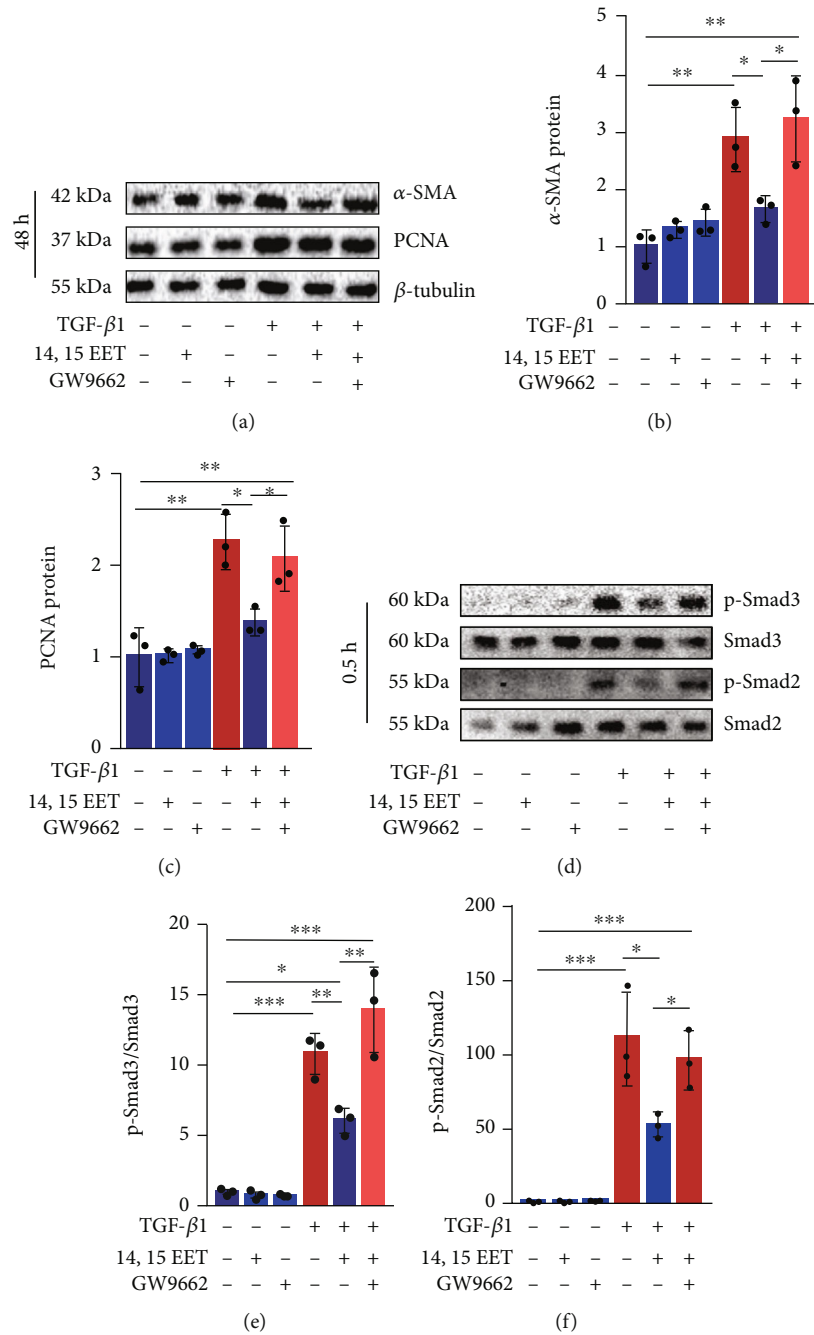 48 h
42 kDa α-SMA
37 kDa PCNA
55 kDa β-tubulin
TGF-β1 – – – + + +
14, 15 EET – + – – + +
GW9662 – – + – – +
(a)
α-SMA protein
5
4
3
2
1
0
** 
** * *
TGF-β1 – – – + + +
14, 15 EET – + – – + +
GW9662 – – + – – +
(b)
PCNA protein
3
2
1
0
**
** * *
TGF-β1 – – – + + +
14, 15 EET – + – – + +
GW9662 – – + – – +
(c)
0.5 h
60 kDa p-Smad3
60 kDa Smad3
55 kDa p-Smad2
55 kDa Smad2
TGF-β1 – – – + + +
14, 15 EET – + – – + +
GW9662 – – + – – +
(d)
p-Smad3/Smad3
20
15
10
5
0
***
* **
*** **
TGF-β1 – – – + + +
14, 15 EET – + – – + +
GW9662 – – + – – +
(e)
p-Smad2/Smad2
200
150
100
50
0
***
*** *
*
TGF-β1 – – – + + +
14, 15 EET – + – – + +
GW9662 – – + – – +
(f)